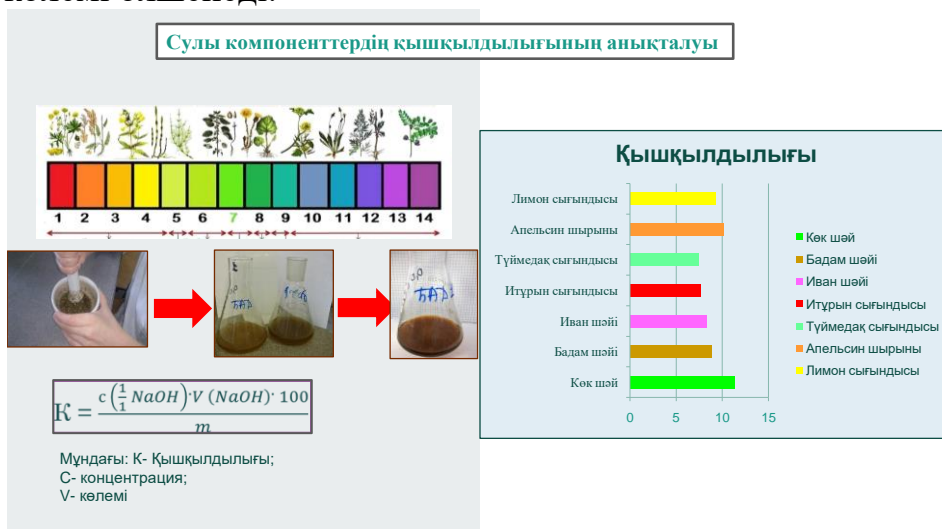 Сулы компоненттердің қышқылдылығының анықталуы
1 2 3 4 5 6 7 8 9 10 11 12 13 14
БАД
К = с (1/1 NaOH)·V (NaOH)· 100 / m
Мұндағы: К- Қышқылдылығы;
С- концентрация;
V- көлемі
Қышқылдылығы
Лимон сығындысы
Апельсин шырыны
Түймедақ сығындысы
Итұрын сығындысы
Иван шәйі
Бадам шәйі
Көк шәй
0 5 10 15
Көк шәй
Бадам шәйі
Иван шәйі
Итұрын сығындысы
Түймедақ сығындысы
Апельсин шырыны
Лимон сығындысы